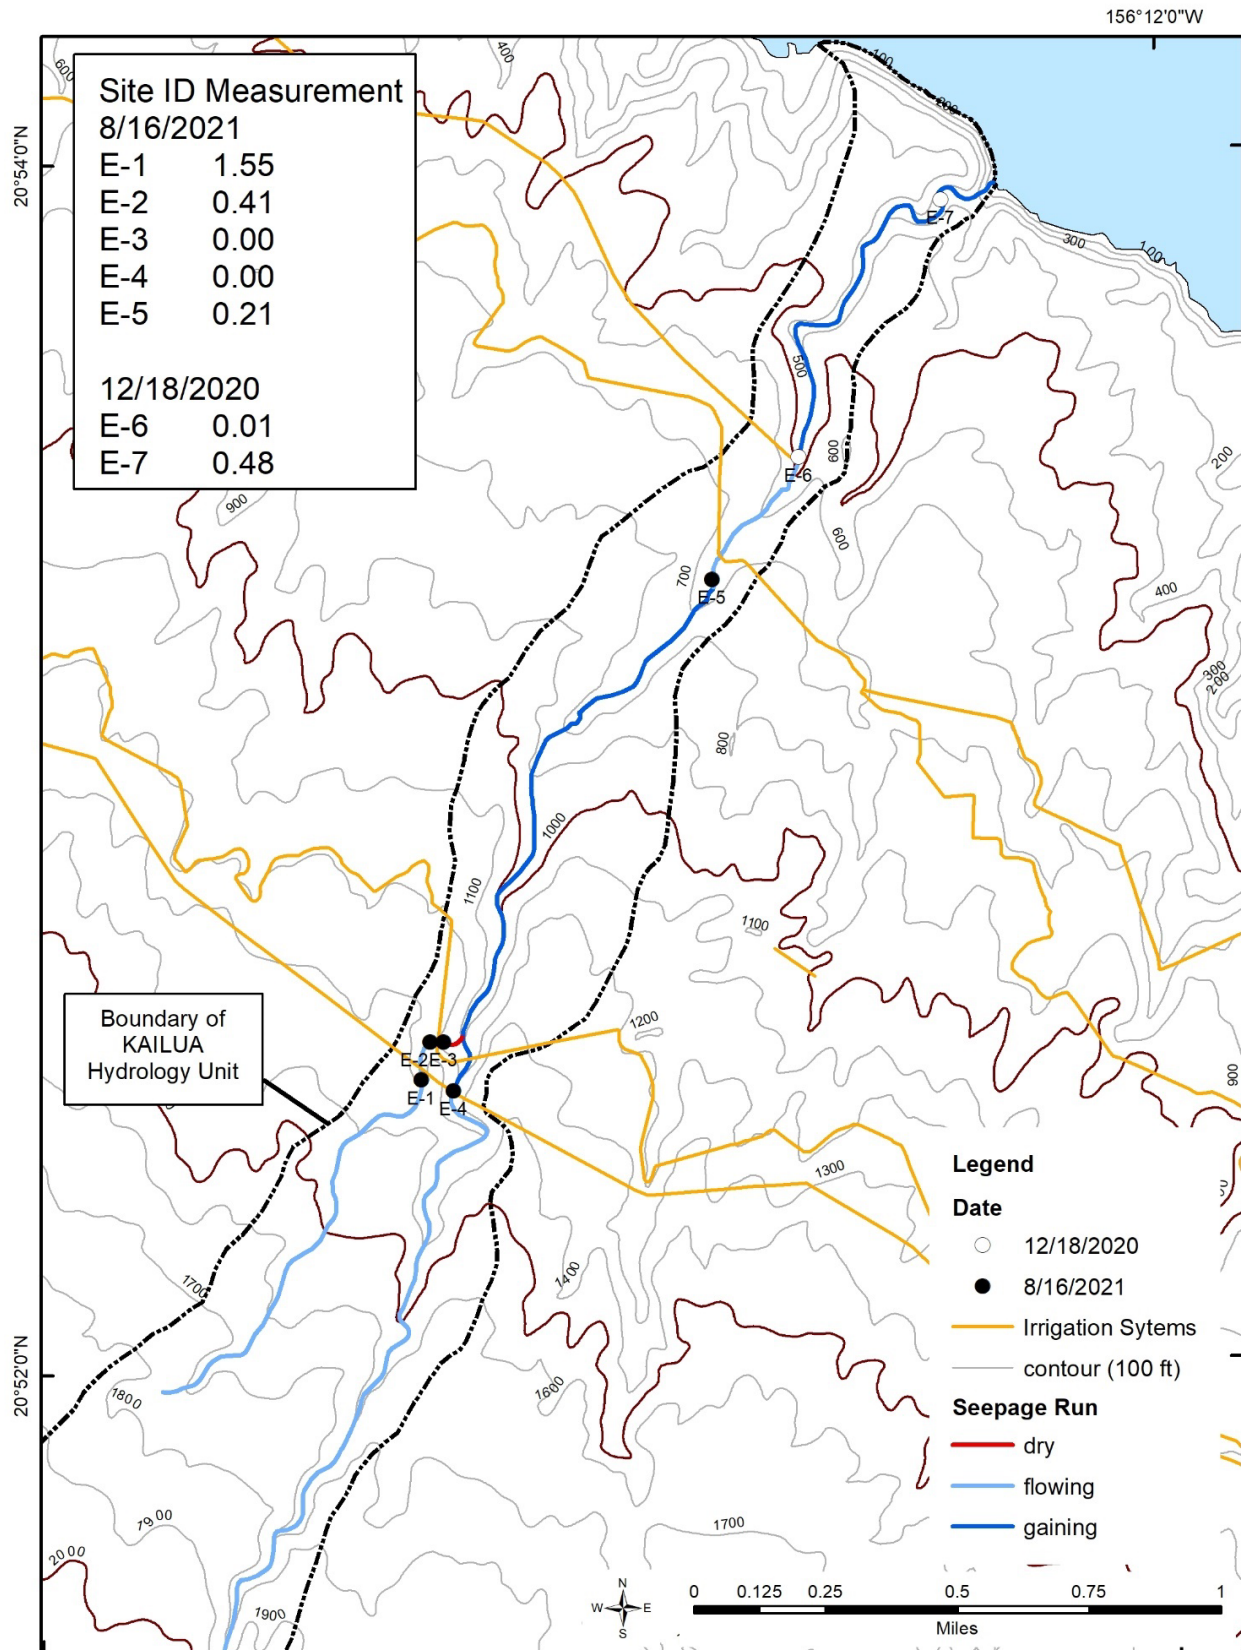 156°12'0"W
20°54'0"N
20°52'0"N
Site ID Measurement
8/16/2021
E-1 1.55
E-2 0.41
E-3 0.00
E-4 0.00
E-5 0.21
12/18/2020
E-6 0.01
E-7 0.48
600
400
100
200
E-7
300
100
500
600
E-6
200
900
600
700
E-5
400
300
200
800
1000
1100
1100
1200
900
Boundary of
KAILUA
Hydrology Unit
E-2
E-3
E-1
E-4
1300
1400
1700
1800
1600
1900
2000
1700
1900
Legend
Date
12/18/2020
8/16/2021
Irrigation Sytems
contour (100 ft)
Seepage Run
dry
flowing
gaining
N
W E
S
0 0.125 0.25 0.5 0.75 1
Miles